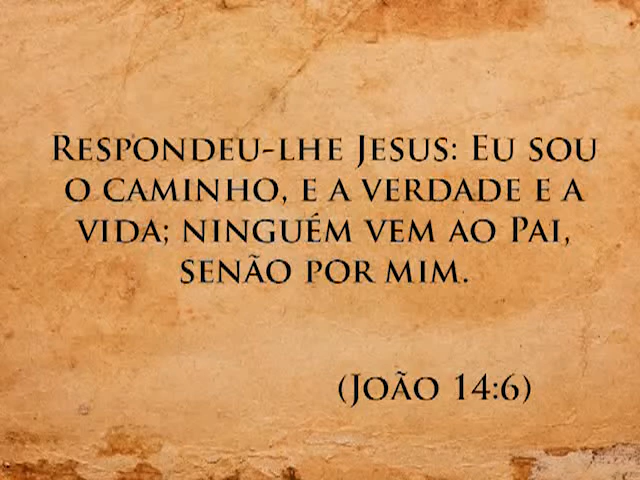 Respondeu-lhe Jesus: Eu sou
o caminho, e a verdade e a
vida; ninguém vem ao Pai,
senão por mim.
(João 14:6)